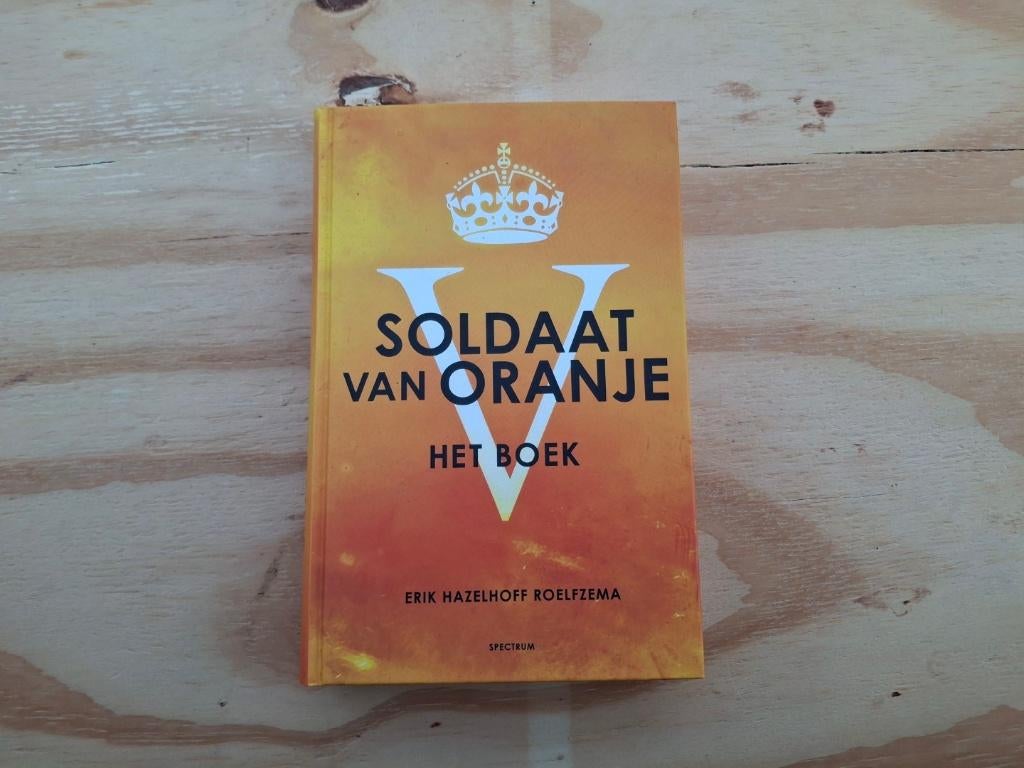 V
SOLDAAT
VAN ORANJE
HET BOEK
ERIK HAZELHOFF ROELFZEMA
SPECTRUM